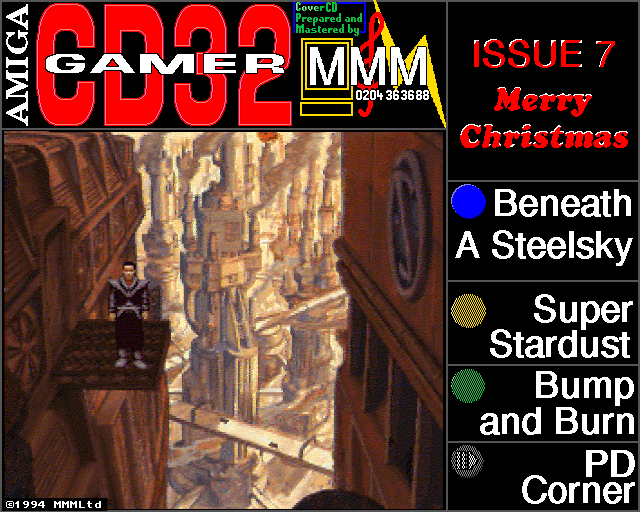 AMIGA
CD32
GAMER
CoverCD
Prepared and
Mastered by
MMM
0204 363688
ISSUE 7
Merry
Christmas
Beneath
A Steelsky
Super
Stardust
Bump
and Burn
PD
Corner
©1994 MMMLtd